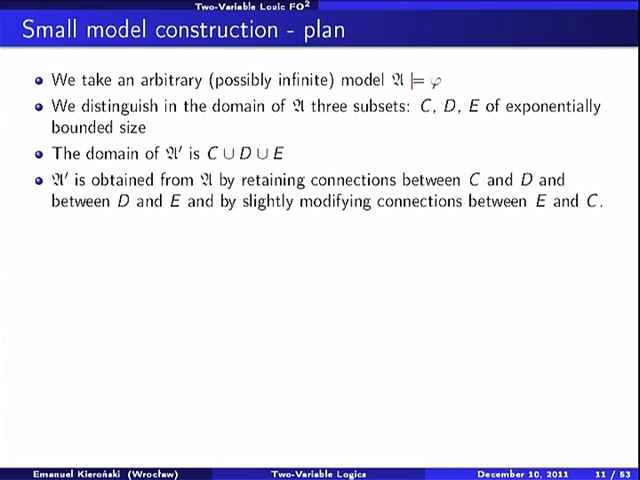 Two-Variable Logic FO²
Small model construction - plan
We take an arbitrary (possibly infinite) model 𝔄 ⊨ φ
We distinguish in the domain of 𝔄 three subsets: C, D, E of exponentially
bounded size
The domain of 𝔄′ is C ∪ D ∪ E
𝔄′ is obtained from 𝔄 by retaining connections between C and D and
between D and E and by slightly modifying connections between E and C.
Emanuel Kieroński (Wrocław) Two-Variable Logics December 10, 2011 11 / 53